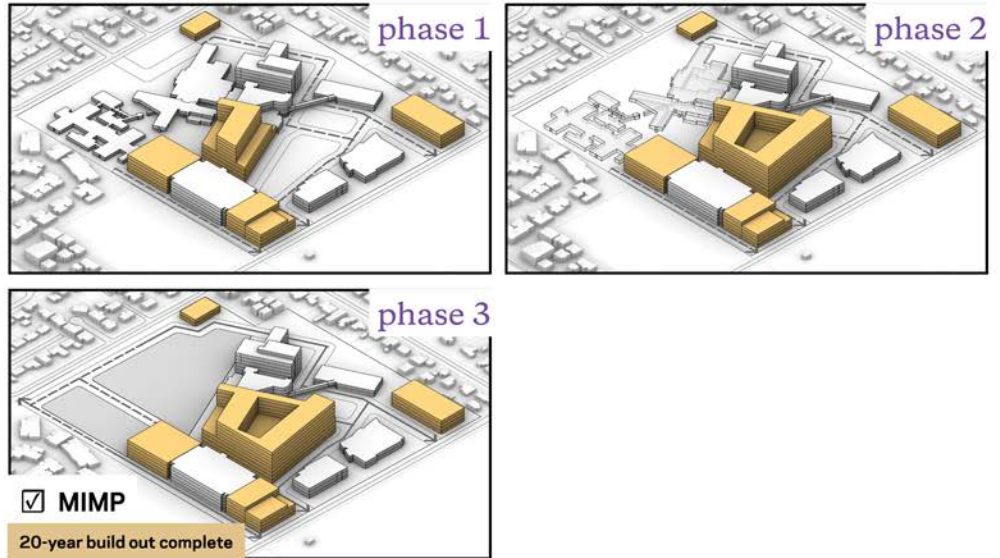 phase 1
phase 2
phase 3
☑ MIMP
20-year build out complete